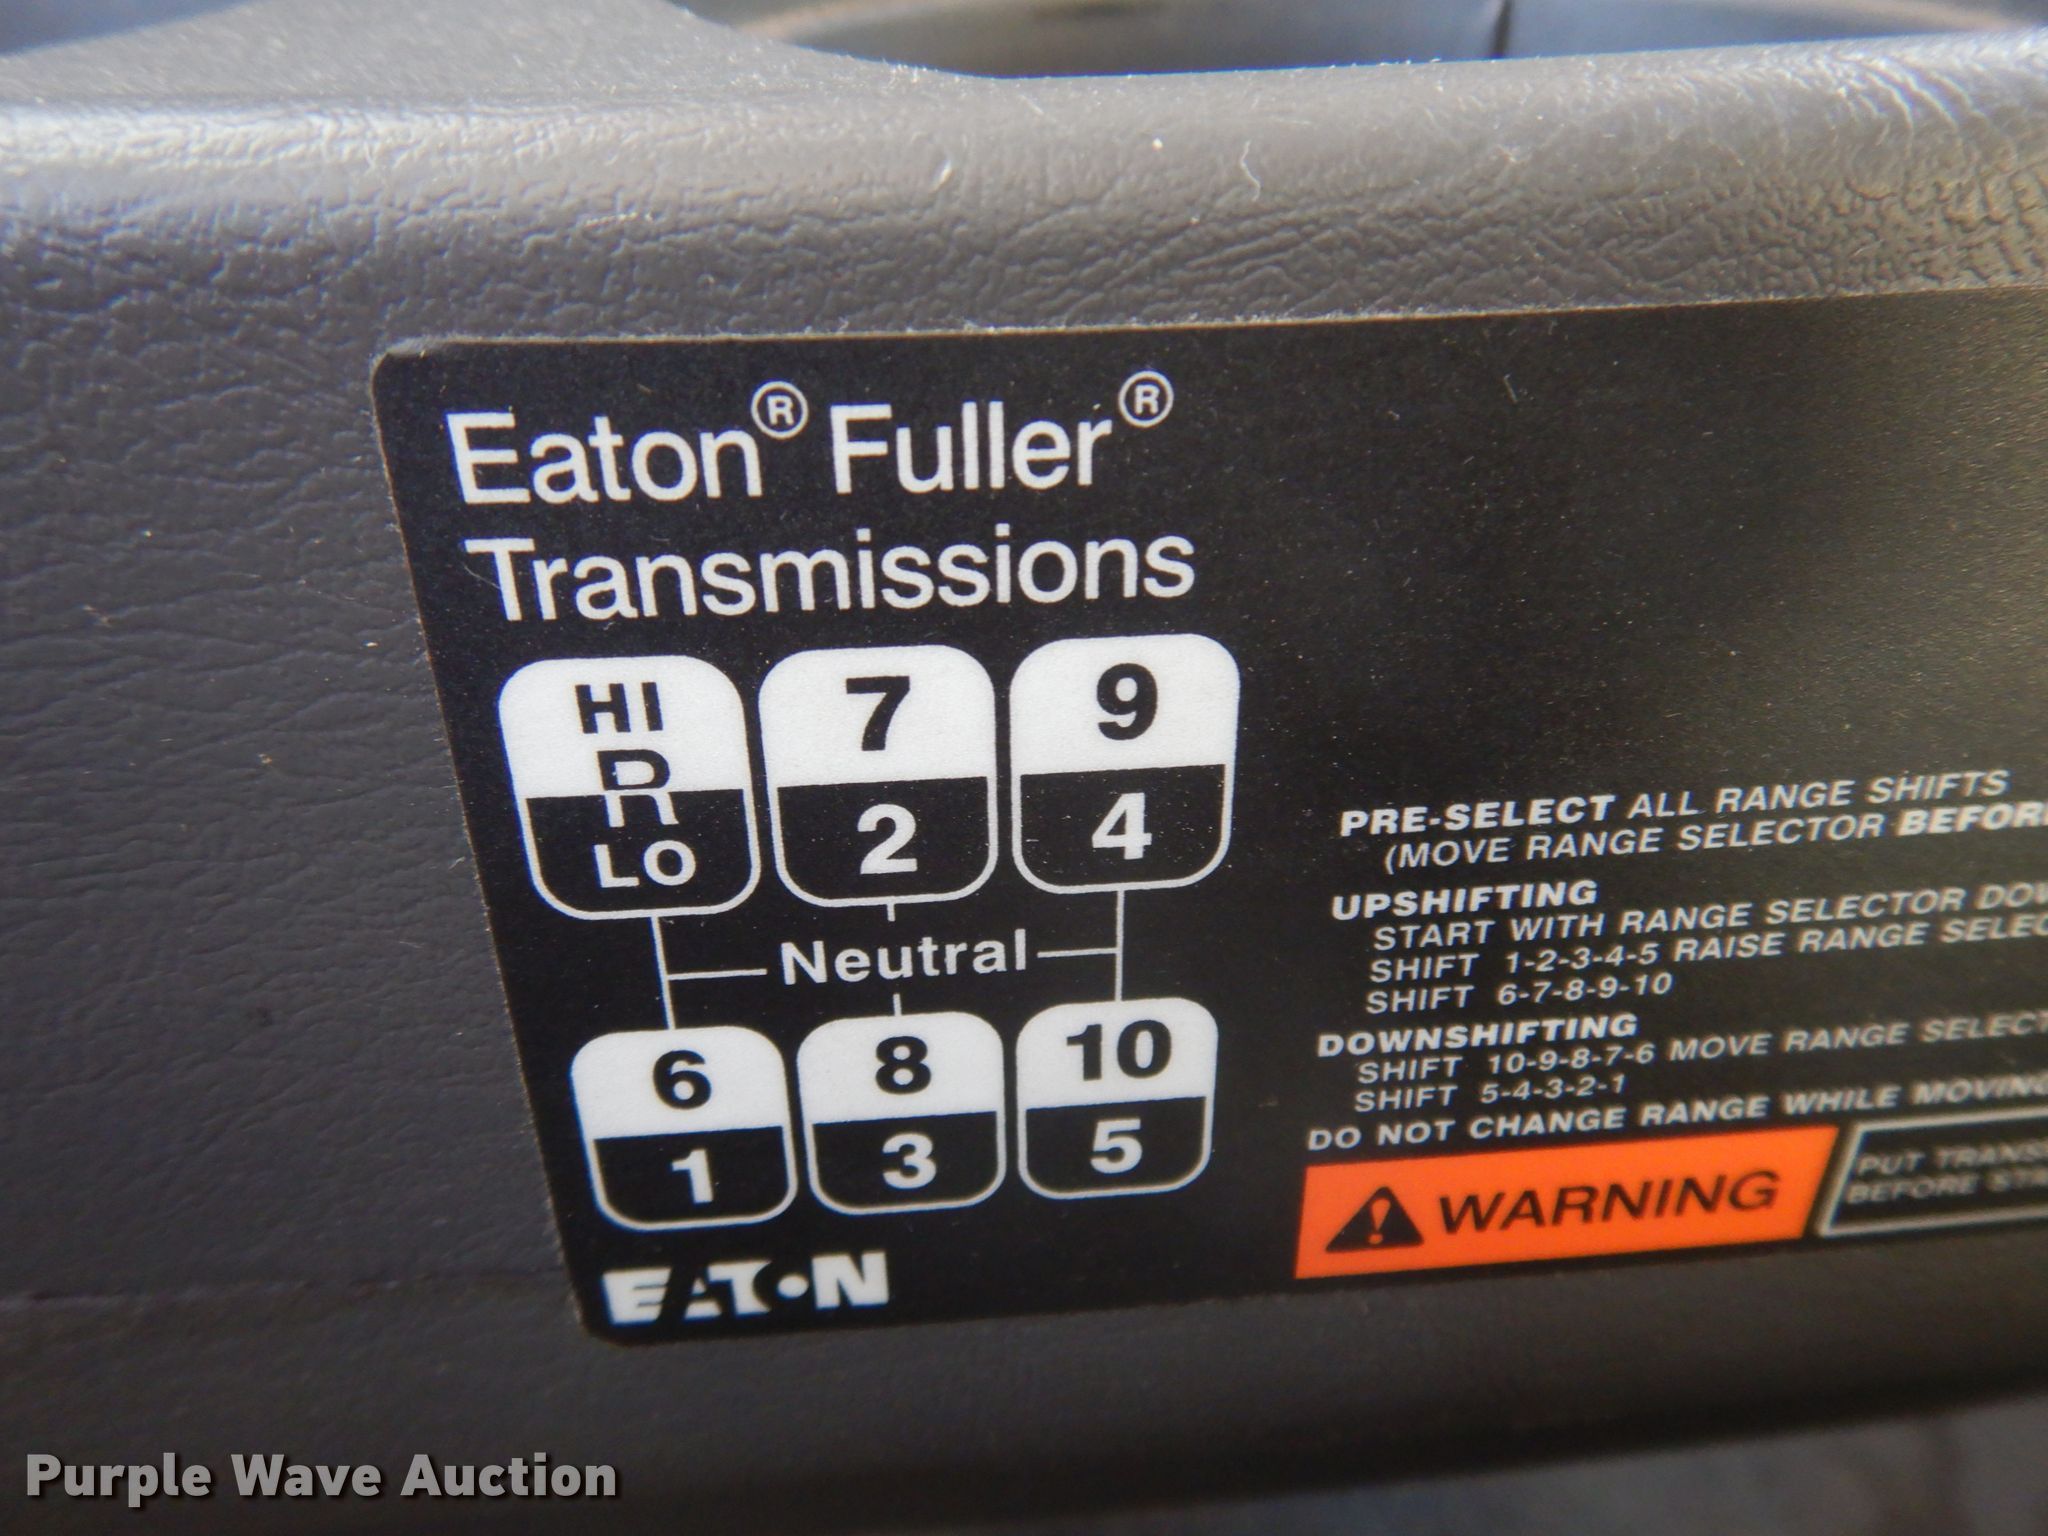 Eaton® Fuller®
Transmissions
HI
R
LO
7
2
9
4
Neutral
6
1
8
3
10
5
EATON
PRE-SELECT ALL RANGE SHIFTS
(MOVE RANGE SELECTOR
UPSHIFTING
START WITH RANGE SELECTOR
SHIFT 1-2-3-4-5 RAISE RANGE
SHIFT 6-7-8-9-10
DOWNSHIFTING
SHIFT 10-9-8-7-6 MOVE RANGE
SHIFT 5-4-3-2-1
DO NOT CHANGE RANGE WHILE MOVING
WARNING
PUT
BEFORE
Purple Wave Auction